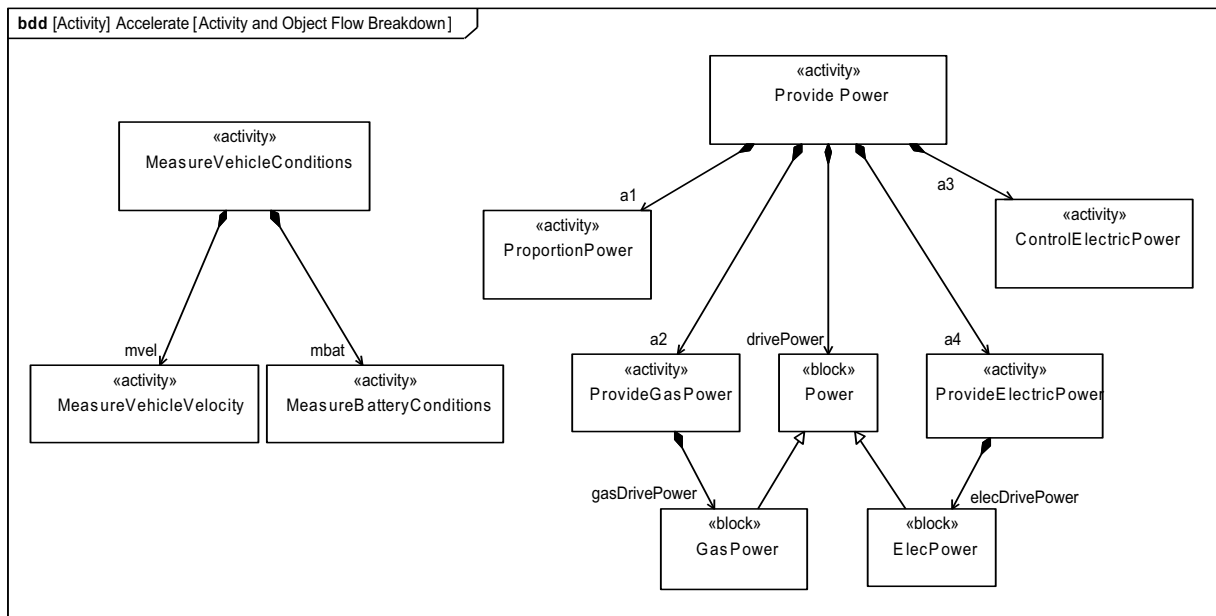 bdd [Activity] Accelerate [Activity and Object Flow Breakdown]
«activity»
Provide Power
«activity»
MeasureVehicleConditions
a1
a3
«activity»
ProportionPower
«activity»
ControlElectricPower
mvel
mbat
a2
drivePower
a4
«activity»
MeasureVehicleVelocity
«activity»
MeasureBatteryConditions
«activity»
ProvideGasPower
«block»
Power
«activity»
ProvideElectricPower
gasDrivePower
elecDrivePower
«block»
GasPower
«block»
ElecPower